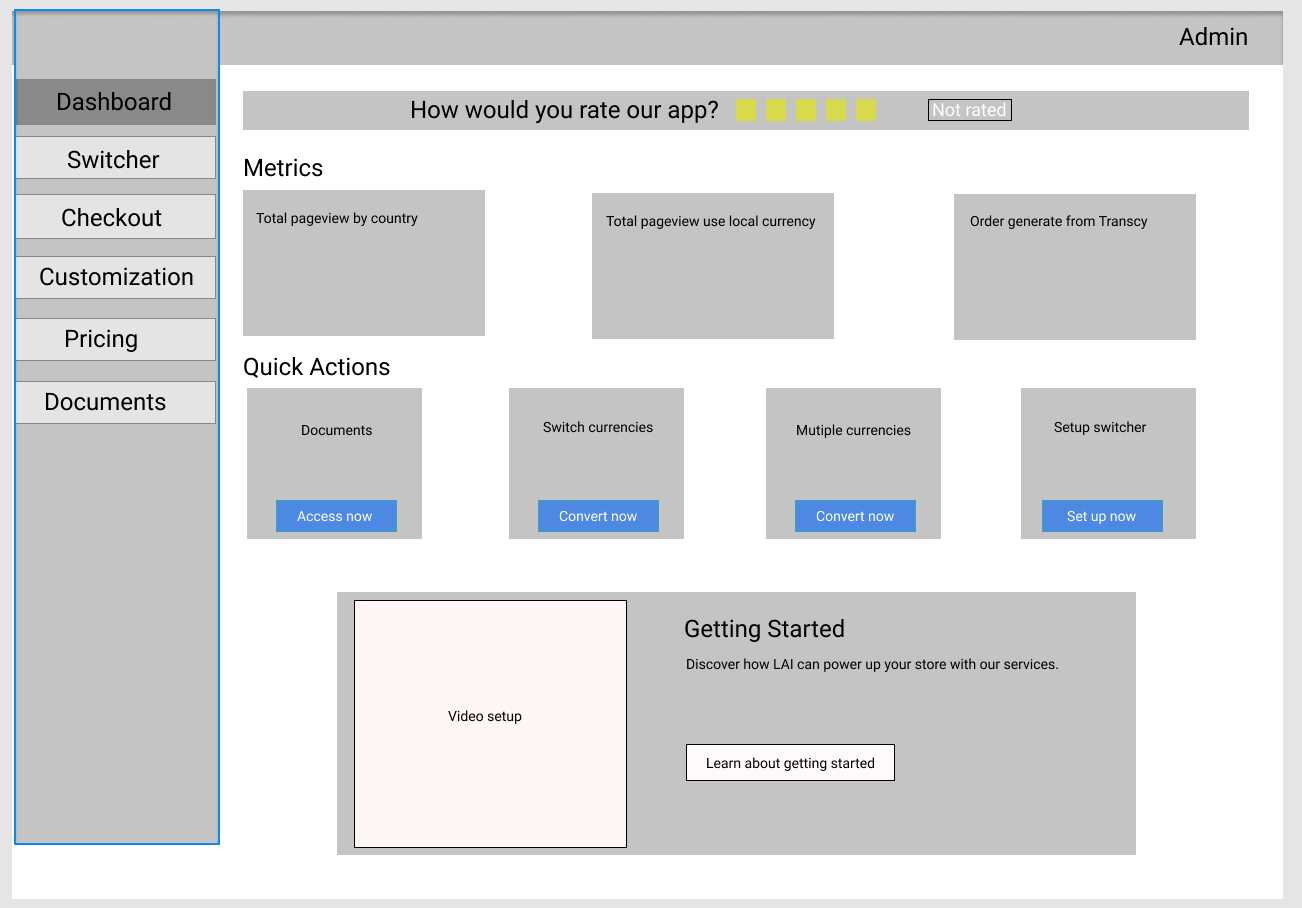 Admin
Dashboard
Switcher
Checkout
Customization
Pricing
Documents
How would you rate our app?
Not rated
Metrics
Total pageview by country
Total pageview use local currency
Order generate from Transcy
Quick Actions
Documents
Access now
Switch currencies
Convert now
Mutiple currencies
Convert now
Setup switcher
Set up now
Video setup
Getting Started
Discover how LAI can power up your store with our services.
Learn about getting started